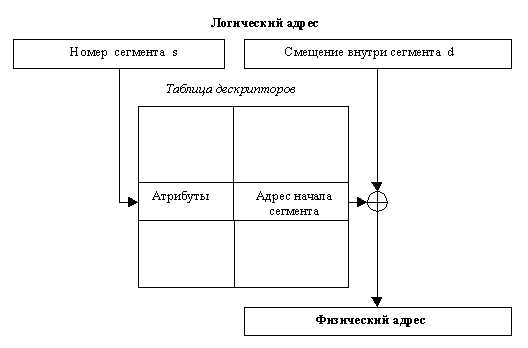 Логический адрес
Номер сегмента s
Смещение внутри сегмента d
Таблица дескрипторов
Атрибуты
Адрес начала
сегмента
Физический адрес